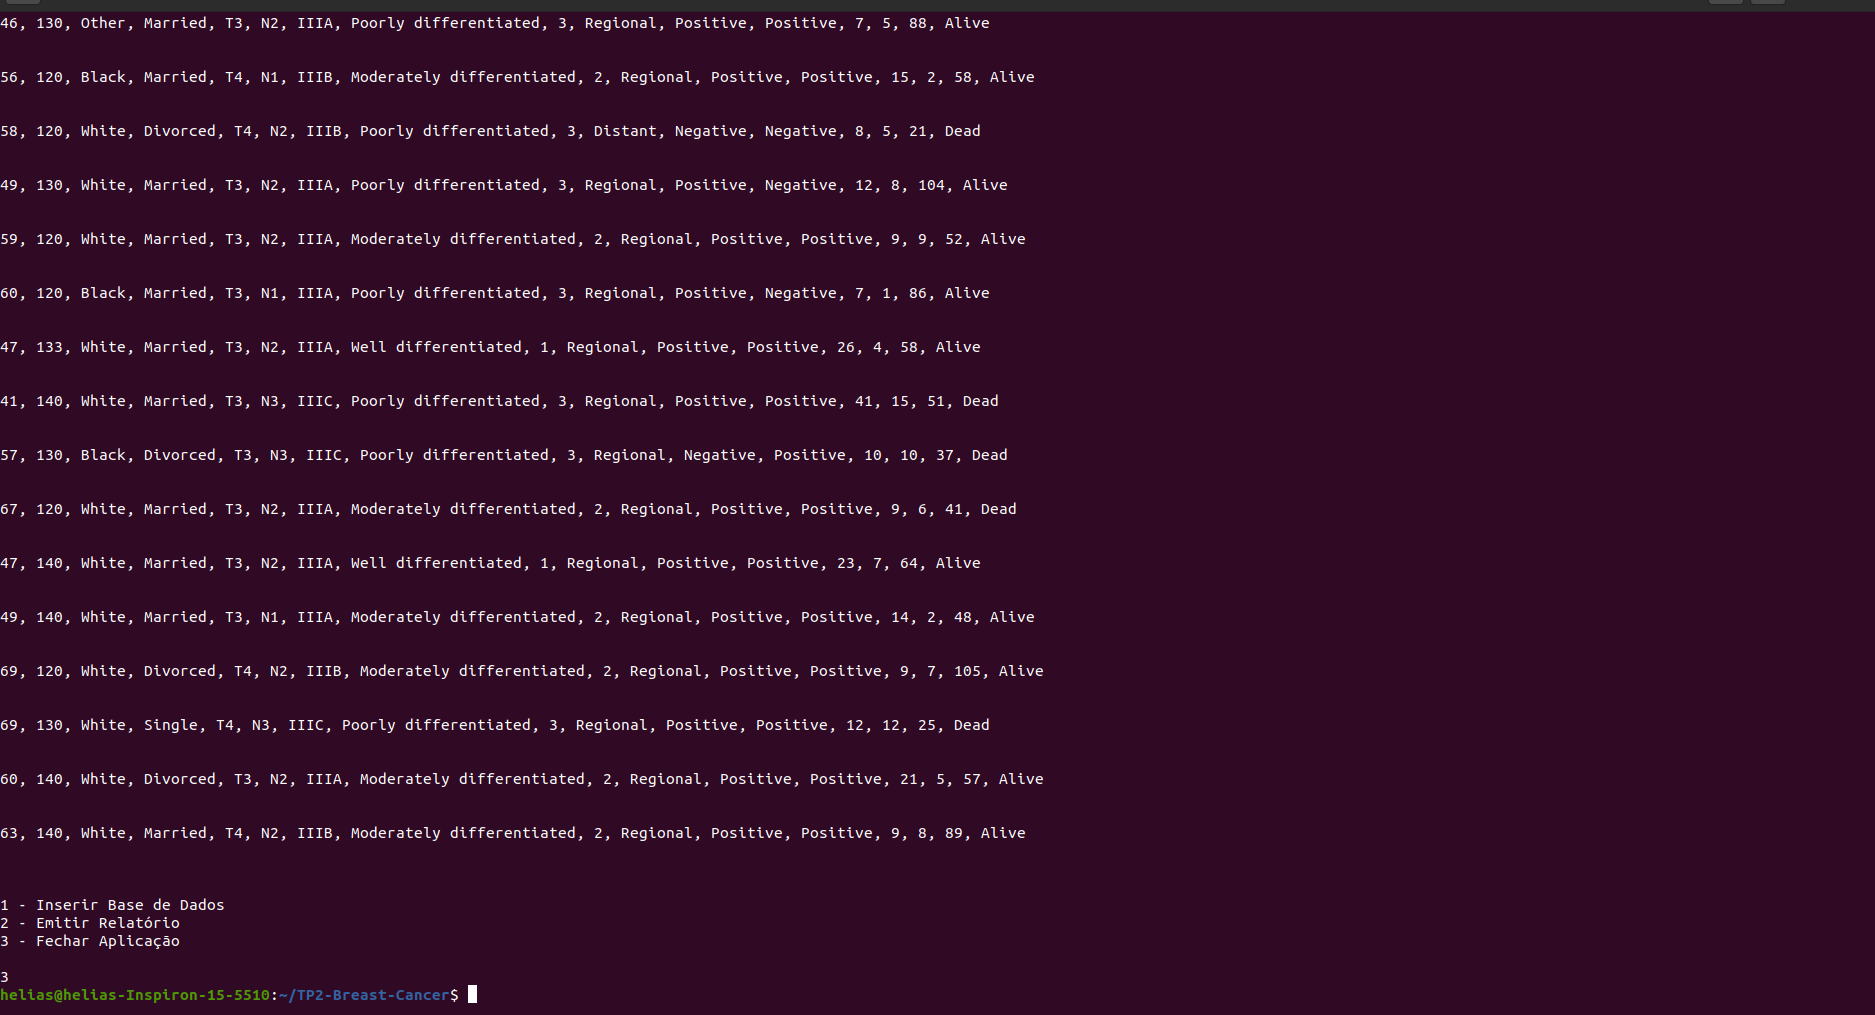 46, 130, Other, Married, T3, N2, IIIA, Poorly differentiated, 3, Regional, Positive, Positive, 7, 5, 88, Alive
56, 120, Black, Married, T4, N1, IIIB, Moderately differentiated, 2, Regional, Positive, Positive, 15, 2, 58, Alive
58, 120, White, Divorced, T4, N2, IIIB, Poorly differentiated, 3, Distant, Negative, Negative, 8, 5, 21, Dead
49, 130, White, Married, T3, N2, IIIA, Poorly differentiated, 3, Regional, Positive, Negative, 12, 8, 104, Alive
59, 120, White, Married, T3, N2, IIIA, Moderately differentiated, 2, Regional, Positive, Positive, 9, 9, 52, Alive
60, 120, Black, Married, T3, N1, IIIA, Poorly differentiated, 3, Regional, Positive, Negative, 7, 1, 86, Alive
47, 133, White, Married, T3, N2, IIIA, Well differentiated, 1, Regional, Positive, Positive, 26, 4, 58, Alive
41, 140, White, Married, T3, N3, IIIC, Poorly differentiated, 3, Regional, Positive, Positive, 41, 15, 51, Dead
57, 130, Black, Divorced, T3, N3, IIIC, Poorly differentiated, 3, Regional, Negative, Positive, 10, 10, 37, Dead
67, 120, White, Married, T3, N2, IIIA, Moderately differentiated, 2, Regional, Positive, Positive, 9, 6, 41, Dead
47, 140, White, Married, T3, N2, IIIA, Well differentiated, 1, Regional, Positive, Positive, 23, 7, 64, Alive
49, 140, White, Married, T3, N1, IIIA, Moderately differentiated, 2, Regional, Positive, Positive, 14, 2, 48, Alive
69, 120, White, Divorced, T4, N2, IIIB, Moderately differentiated, 2, Regional, Positive, Positive, 9, 7, 105, Alive
69, 130, White, Single, T4, N3, IIIC, Poorly differentiated, 3, Regional, Positive, Positive, 12, 12, 25, Dead
60, 140, White, Divorced, T3, N2, IIIA, Moderately differentiated, 2, Regional, Positive, Positive, 21, 5, 57, Alive
63, 140, White, Married, T4, N2, IIIB, Moderately differentiated, 2, Regional, Positive, Positive, 9, 8, 89, Alive
1 - Inserir Base de Dados
2 - Emitir Relatório
3 - Fechar Aplicação
3
helias@helias-Inspiron-15-5510:~/TP2-Breast-Cancer$